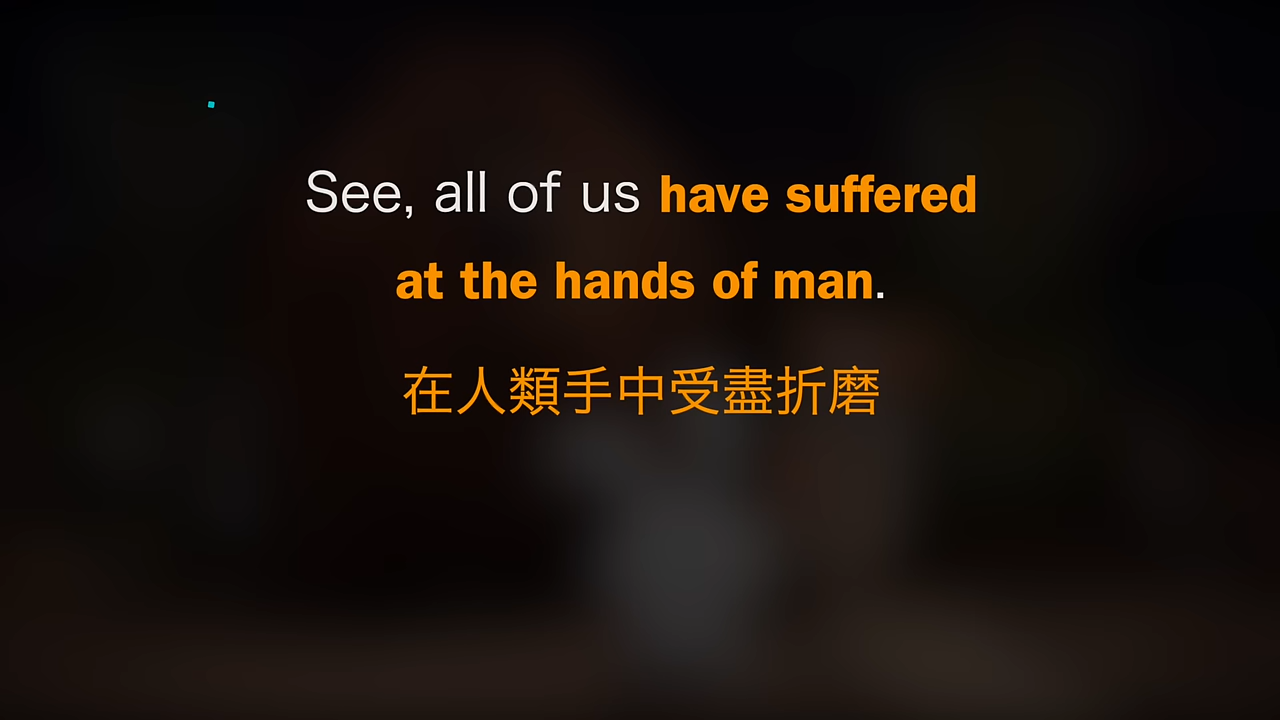 See, all of us have suffered
at the hands of man.
在人類手中受盡折磨